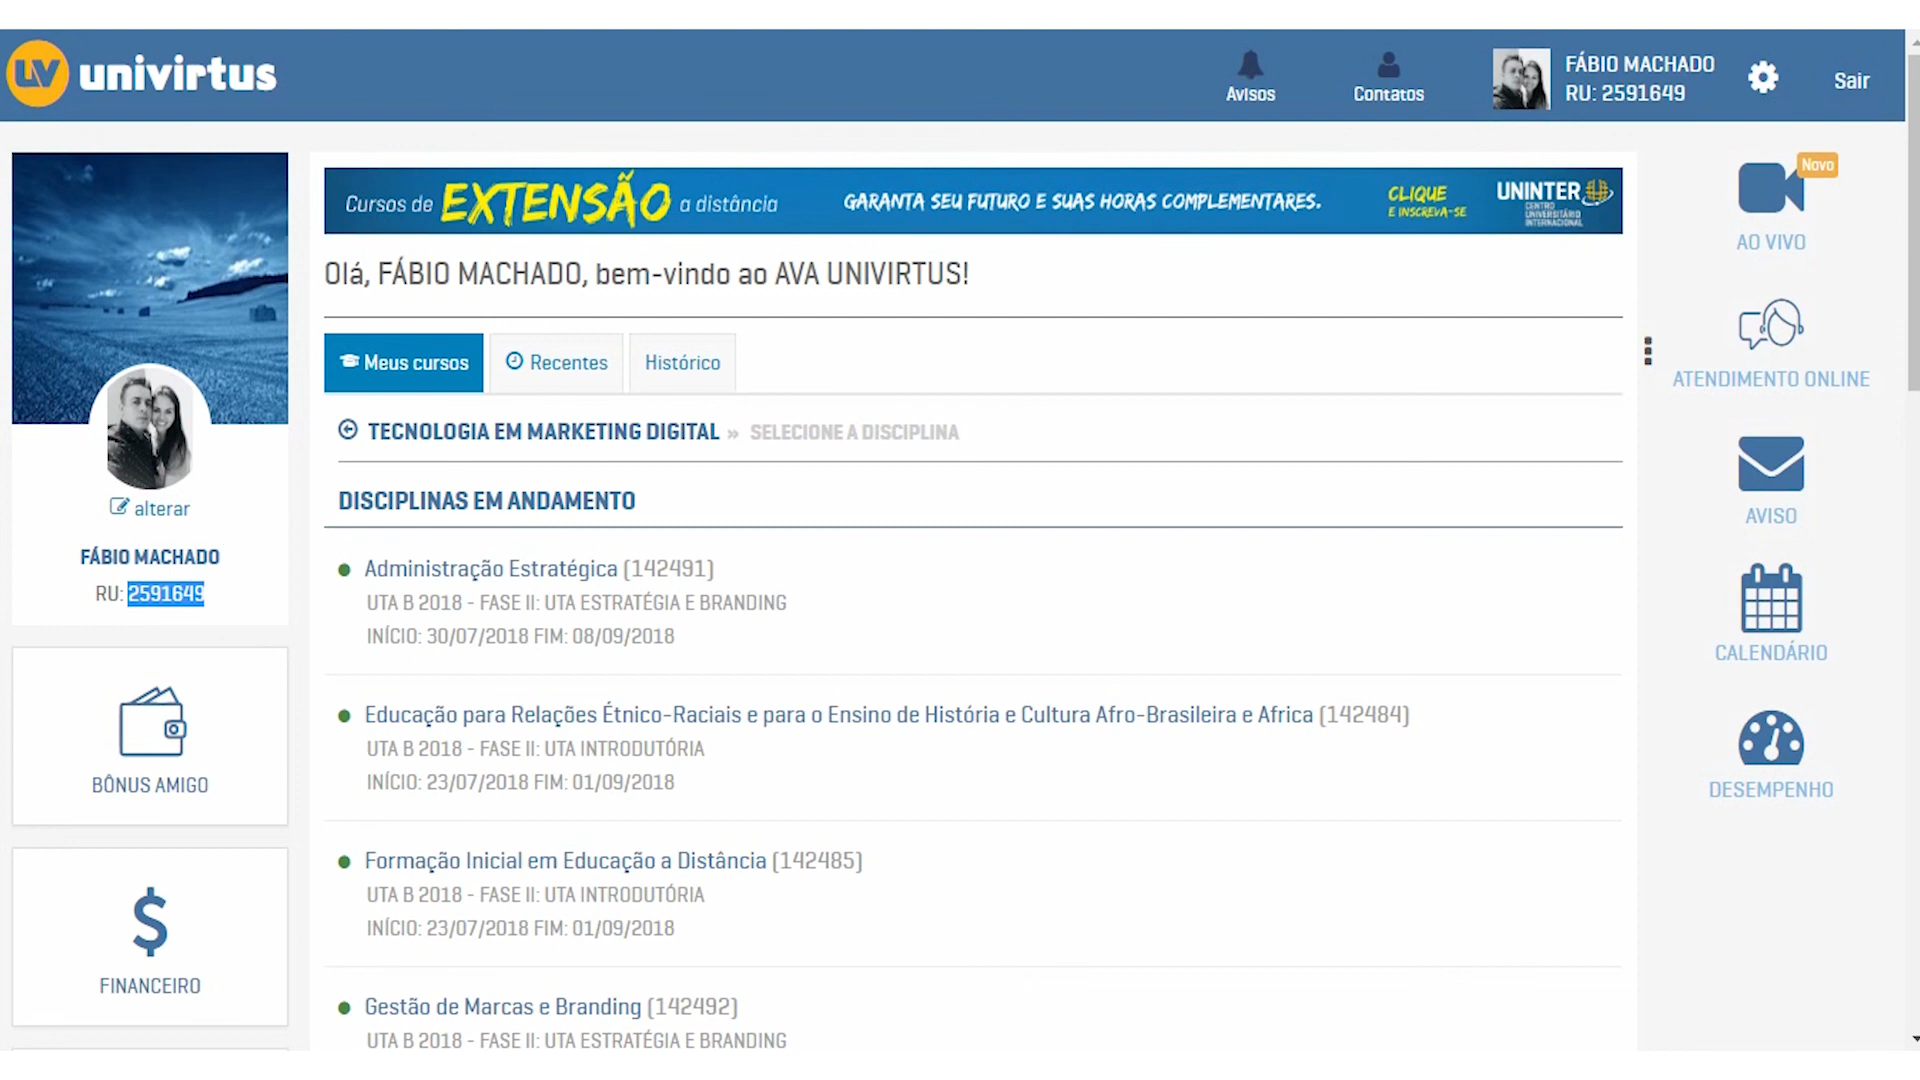 UV univirtus
Avisos
Contatos
FÁBIO MACHADO
RU: 2591649
Sair
Cursos de EXTENSÃO a distância
GARANTA SEU FUTURO E SUAS HORAS COMPLEMENTARES.
CLIQUE
E INSCREVA-SE
UNINTER
CENTRO
UNIVERSITÁRIO
INTERNACIONAL
Olá, FÁBIO MACHADO, bem-vindo ao AVA UNIVIRTUS!
Meus cursos
Recentes
Histórico
TECNOLOGIA EM MARKETING DIGITAL » SELECIONE A DISCIPLINA
DISCIPLINAS EM ANDAMENTO
Administração Estratégica (142491)
UTA B 2018 - FASE II: UTA ESTRATÉGIA E BRANDING
INÍCIO: 30/07/2018 FIM: 08/09/2018
Educação para Relações Étnico-Raciais e para o Ensino de História e Cultura Afro-Brasileira e Africa (142484)
UTA B 2018 - FASE II: UTA INTRODUTÓRIA
INÍCIO: 23/07/2018 FIM: 01/09/2018
Formação Inicial em Educação a Distância (142485)
UTA B 2018 - FASE II: UTA INTRODUTÓRIA
INÍCIO: 23/07/2018 FIM: 01/09/2018
Gestão de Marcas e Branding (142492)
UTA B 2018 - FASE II: UTA ESTRATÉGIA E BRANDING
alterar
FÁBIO MACHADO
RU: 2591649
BÔNUS AMIGO
FINANCEIRO
Novo
AO VIVO
ATENDIMENTO ONLINE
AVISO
CALENDÁRIO
DESEMPENHO